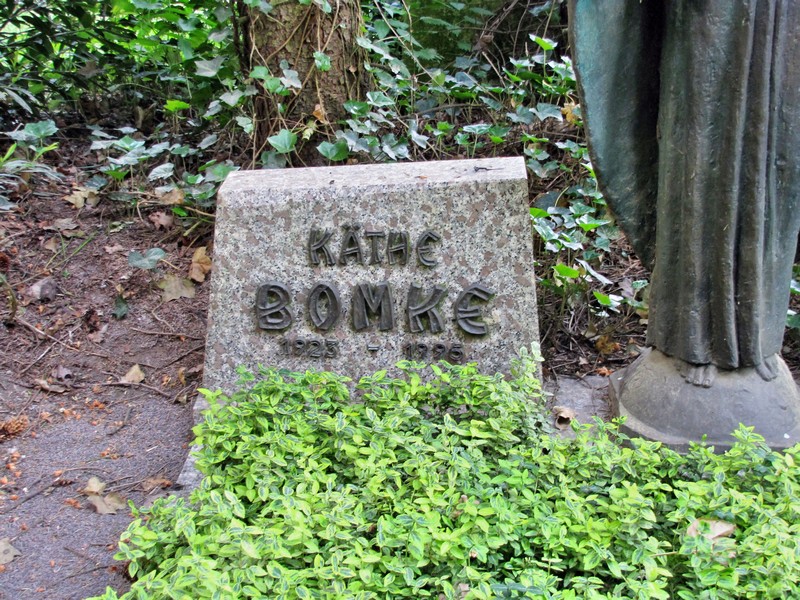 KÄTHE
BOMKE
1923 - 1995